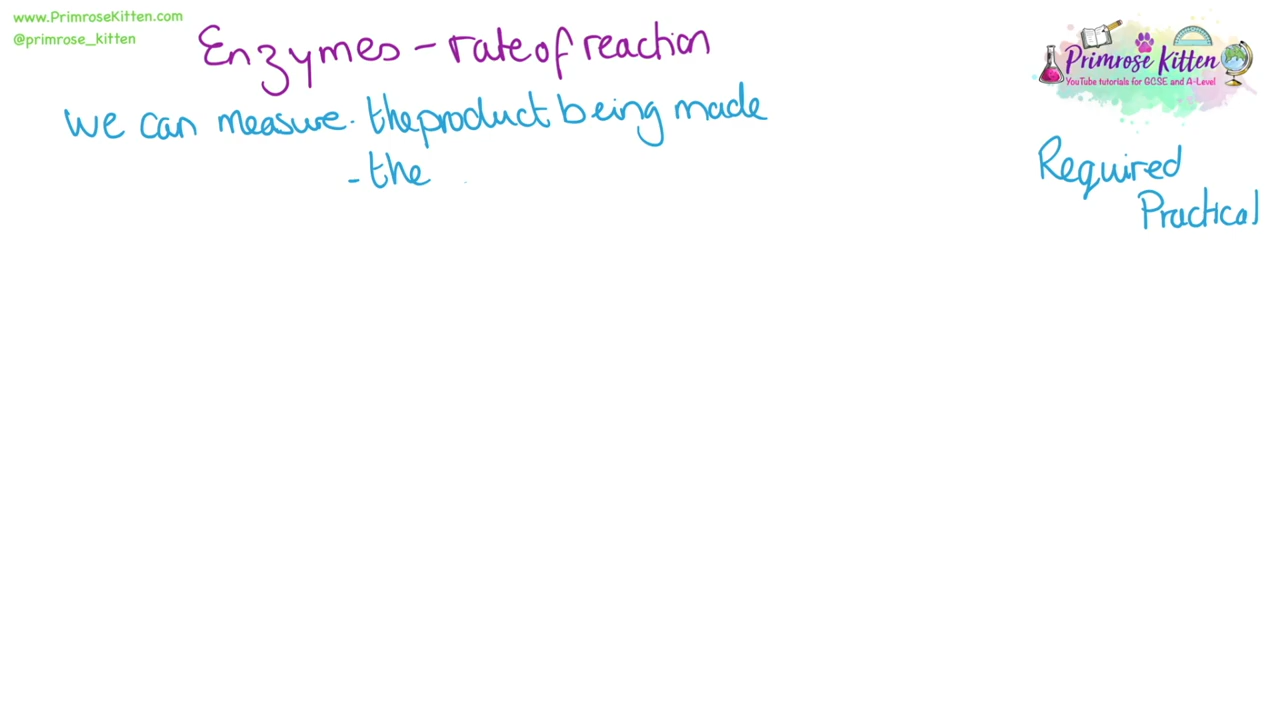 www.PrimroseKitten.com
@primrose_kitten
Enzymes - rate of reaction
Primrose Kitten
YouTube tutorials for GCSE and A-Level
we can measure - the product being made
- the
Required
Practical